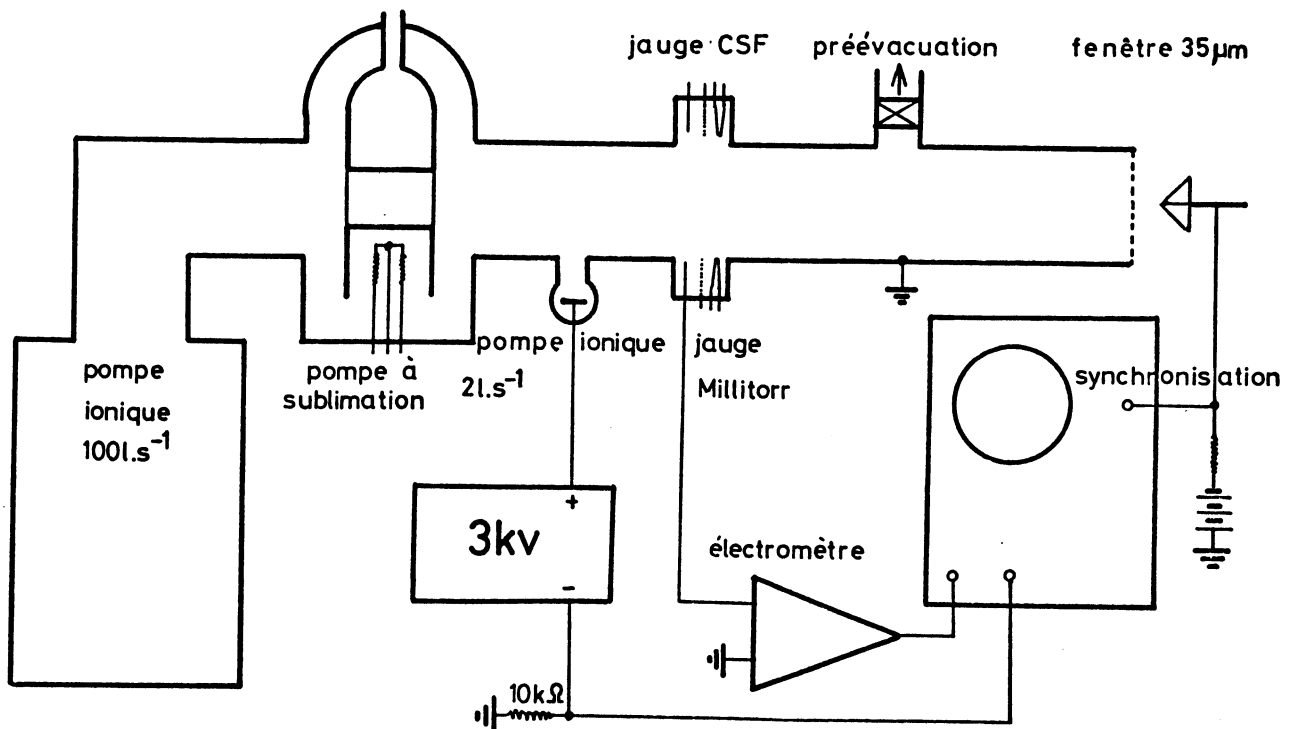 jauge CSF
préévacuation
fenêtre 35µm
pompe
ionique
100l.s⁻¹
pompe à
sublimation
pompe ionique
2l.s⁻¹
jauge
Millitorr
synchronisation
3kv
+
-
électromètre
10kΩ